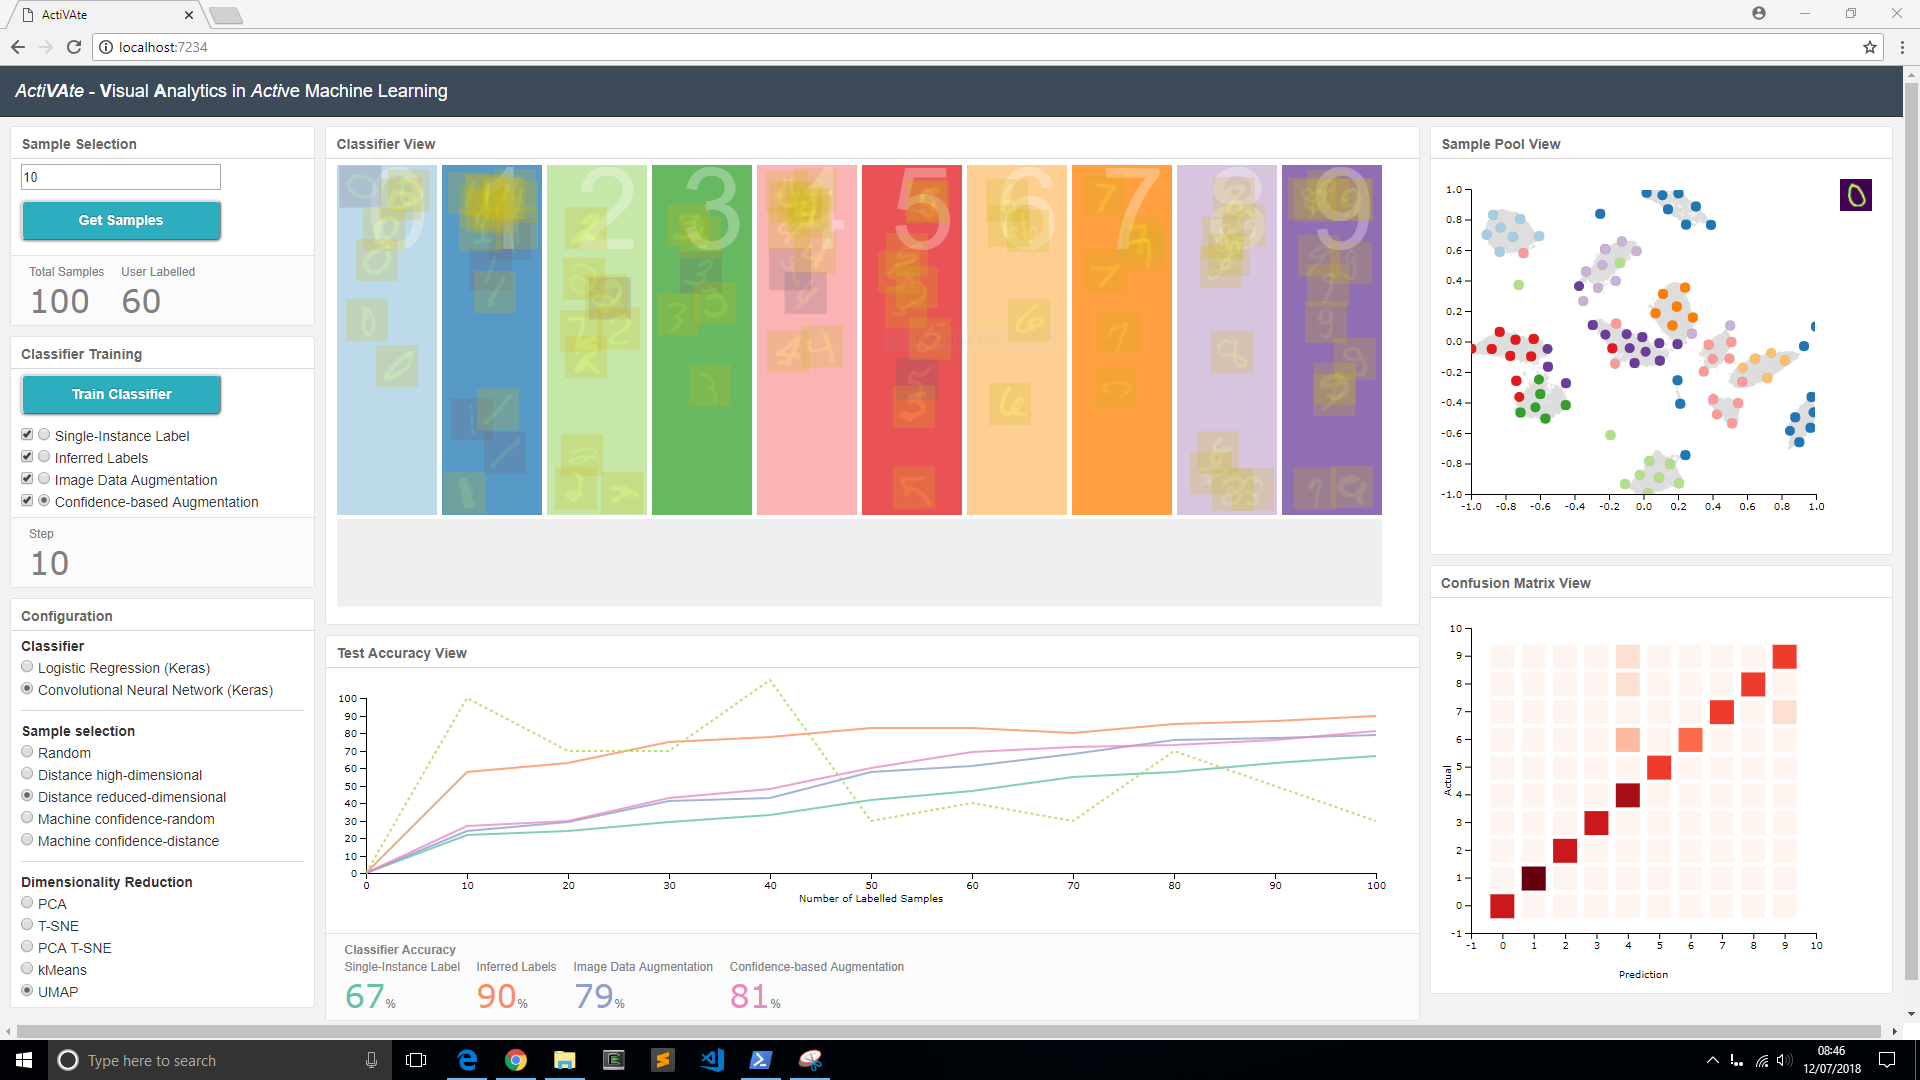 ActiVAte
localhost:7234
ActiVAte - Visual Analytics in Active Machine Learning
Sample Selection
10
Get Samples
Total Samples User Labelled
100 60
Classifier Training
Train Classifier
Single-Instance Label
Inferred Labels
Image Data Augmentation
Confidence-based Augmentation
Step
10
Configuration
Classifier
Logistic Regression (Keras)
Convolutional Neural Network (Keras)
Sample selection
Random
Distance high-dimensional
Distance reduced-dimensional
Machine confidence-random
Machine confidence-distance
Dimensionality Reduction
PCA
T-SNE
PCA T-SNE
kMeans
UMAP
Classifier View
0 1 2 3 4 5 6 7 8 9
Test Accuracy View
100
90
80
70
60
50
40
30
20
10
0
0 10 20 30 40 50 60 70 80 90 100
Number of Labelled Samples
Classifier Accuracy
Single-Instance Label Inferred Labels Image Data Augmentation Confidence-based Augmentation
67% 90% 79% 81%
Sample Pool View
1.0
0.8
0.6
0.4
0.2
0.0
-0.2
-0.4
-0.6
-0.8
-1.0
-1.0 -0.8 -0.6 -0.4 -0.2 0.0 0.2 0.4 0.6 0.8 1.0
0
Confusion Matrix View
10
9
8
7
6
5
4
3
2
1
0
-1
Actual
-1 0 1 2 3 4 5 6 7 8 9 10
Prediction
Type here to search
08:46
12/07/2018